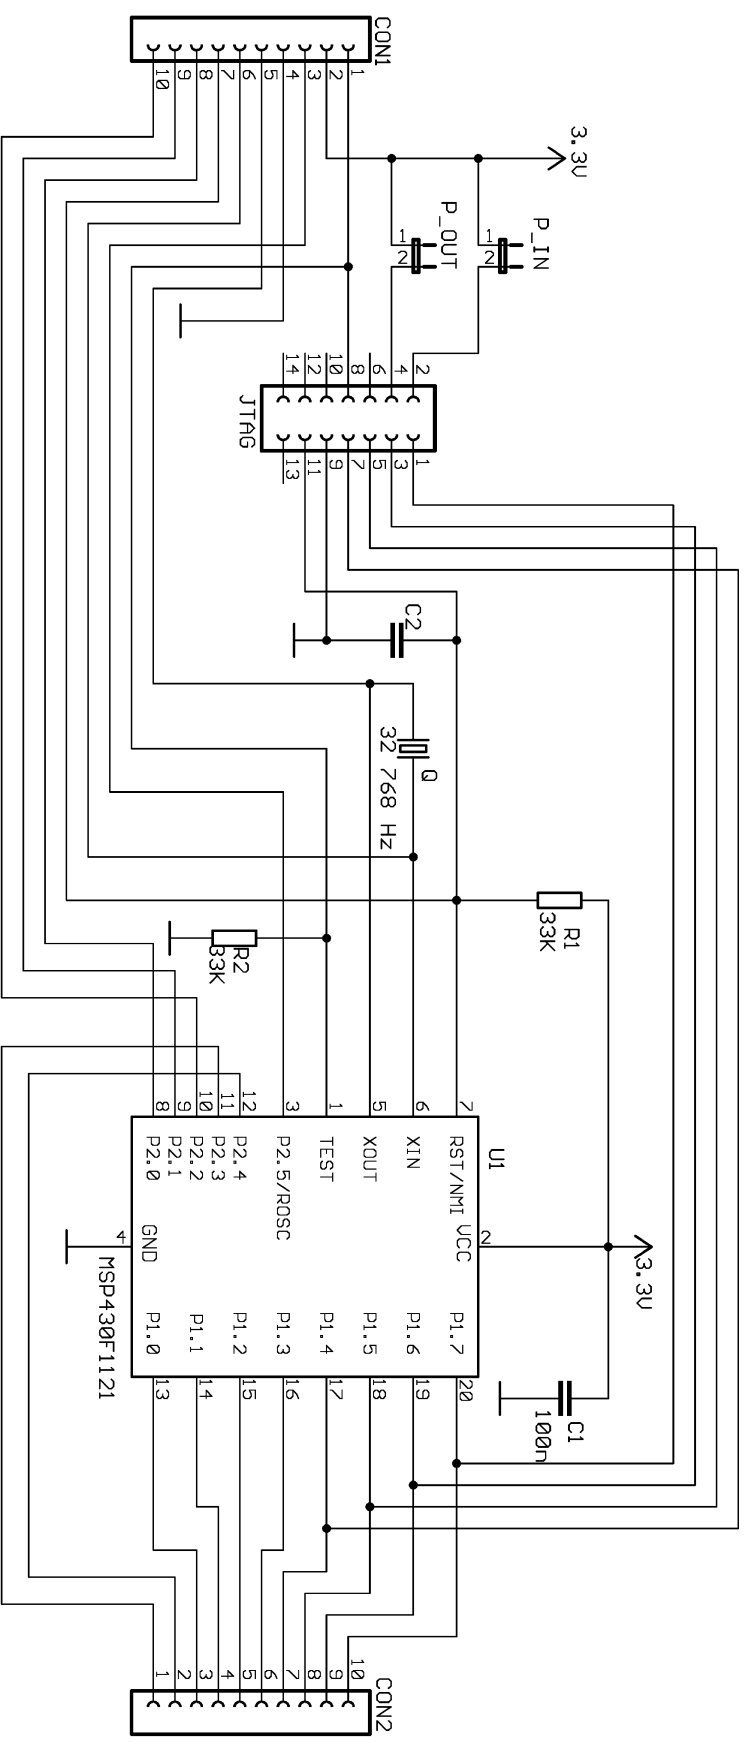 CON1
10
9
8
7
6
5
4
3
2
1
3.3V
P_IN
1
2
P_OUT
1
2
14
12
10
8
6
4
2
JTAG
13
11
9
7
5
3
1
C2
32 768 Hz
Q
R1
33K
R2
33K
8
9
10
11
12
3
1
5
6
7
U1
P2.0
P2.1
P2.2
P2.3
P2.4
P2.5/ROSC
TEST
XOUT
XIN
RST/NMI
4
GND
VCC
2
3.3V
MSP430F1121
P1.0
P1.1
P1.2
P1.3
P1.4
P1.5
P1.6
P1.7
13
14
15
16
17
18
19
20
C1
100n
1
2
3
4
5
6
7
8
9
10
CON2